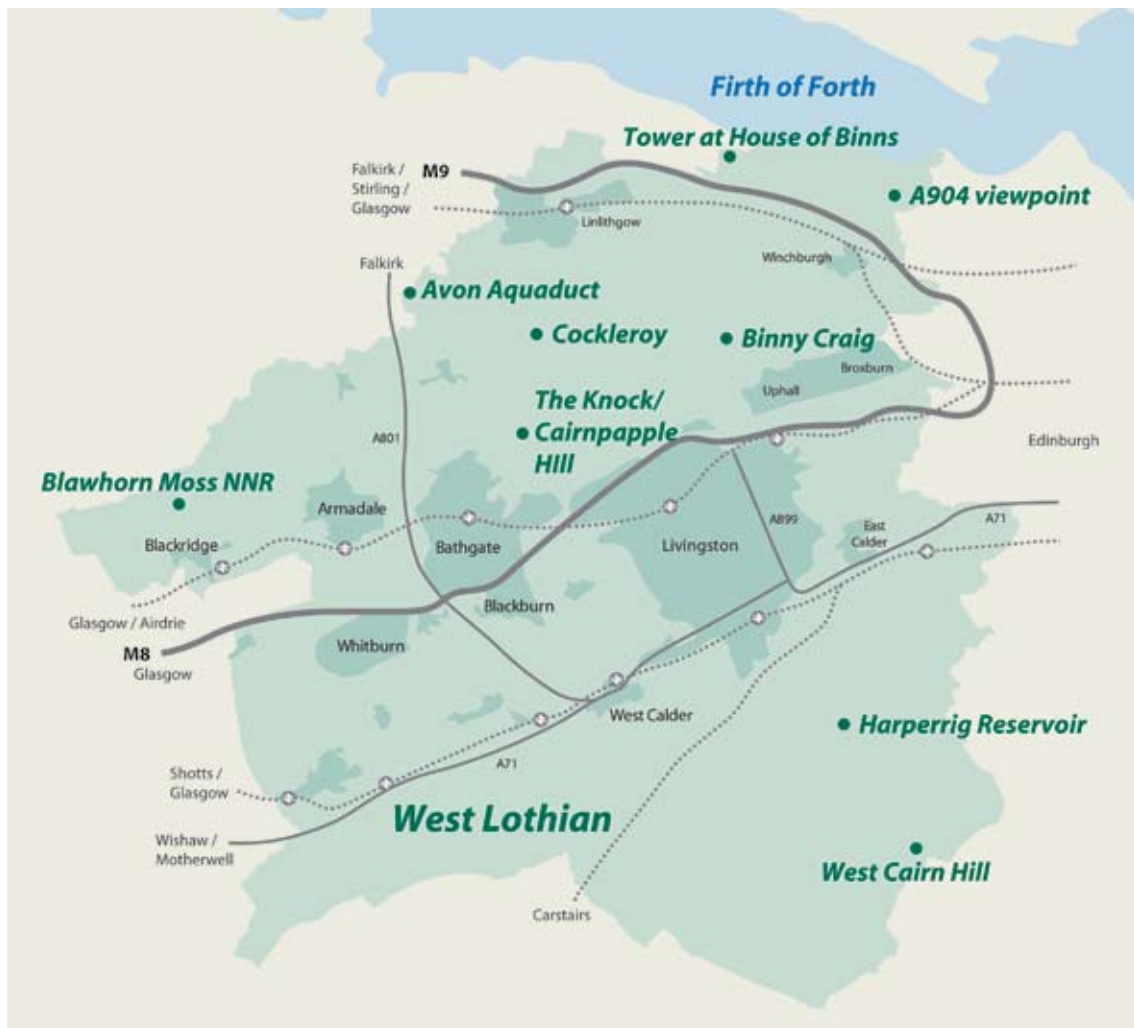 Firth of Forth
Tower at House of Binns
Falkirk /
Stirling /
Glasgow
M9
A904 viewpoint
Linlithgow
Winchburgh
Falkirk
Avon Aquaduct
Cockleroy
Binny Craig
Broxburn
Uphall
The Knock/
Cairnpapple
HIll
A801
Edinburgh
Blawhorn Moss NNR
Armadale
Blackridge
Bathgate
Livingston
A899
East
Calder
A71
Glasgow / Airdrie
Blackburn
M8
Glasgow
Whitburn
West Calder
Harperrig Reservoir
A71
Shotts /
Glasgow
West Lothian
Wishaw /
Motherwell
West Cairn Hill
Carstairs